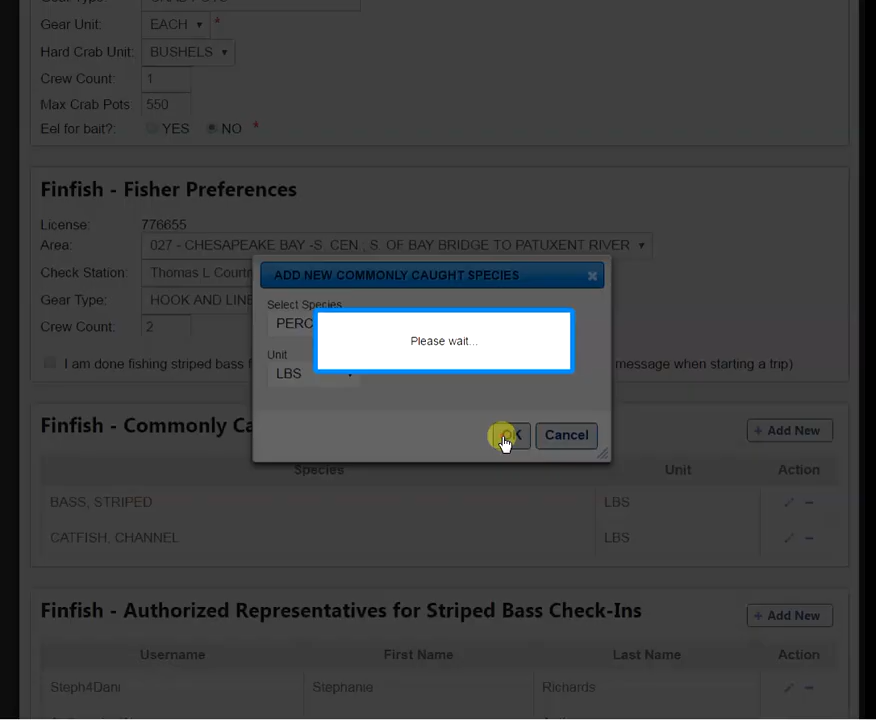 Gear Unit: EACH *
Hard Crab Unit: BUSHELS
Crew Count: 1
Max Crab Pots 550
Eel for bait?: YES NO *
Finfish - Fisher Preferences
License: 776655
Area: 027 - CHESAPEAKE BAY -S CEN ; S OF BAY BRIDGE TO PATUXENT RIVER
ADD NEW COMMONLY CAUGHT SPECIES
Check Station: Thomas L
Gear Type: HOOK AND LINE
Crew Count: 2
Select Species
PERC
Please wait...
Unit
LBS
I am done fishing striped bass message when starting a trip)
Finfish - Commonly
+ Add New
OK Cancel
Species Unit Action
BASS, STRIPED LBS
CATFISH, CHANNEL LBS
Finfish - Authorized Representatives for Striped Bass Check-Ins
+ Add New
Username First Name Last Name Action
Steph4Dani Stephanie Richards